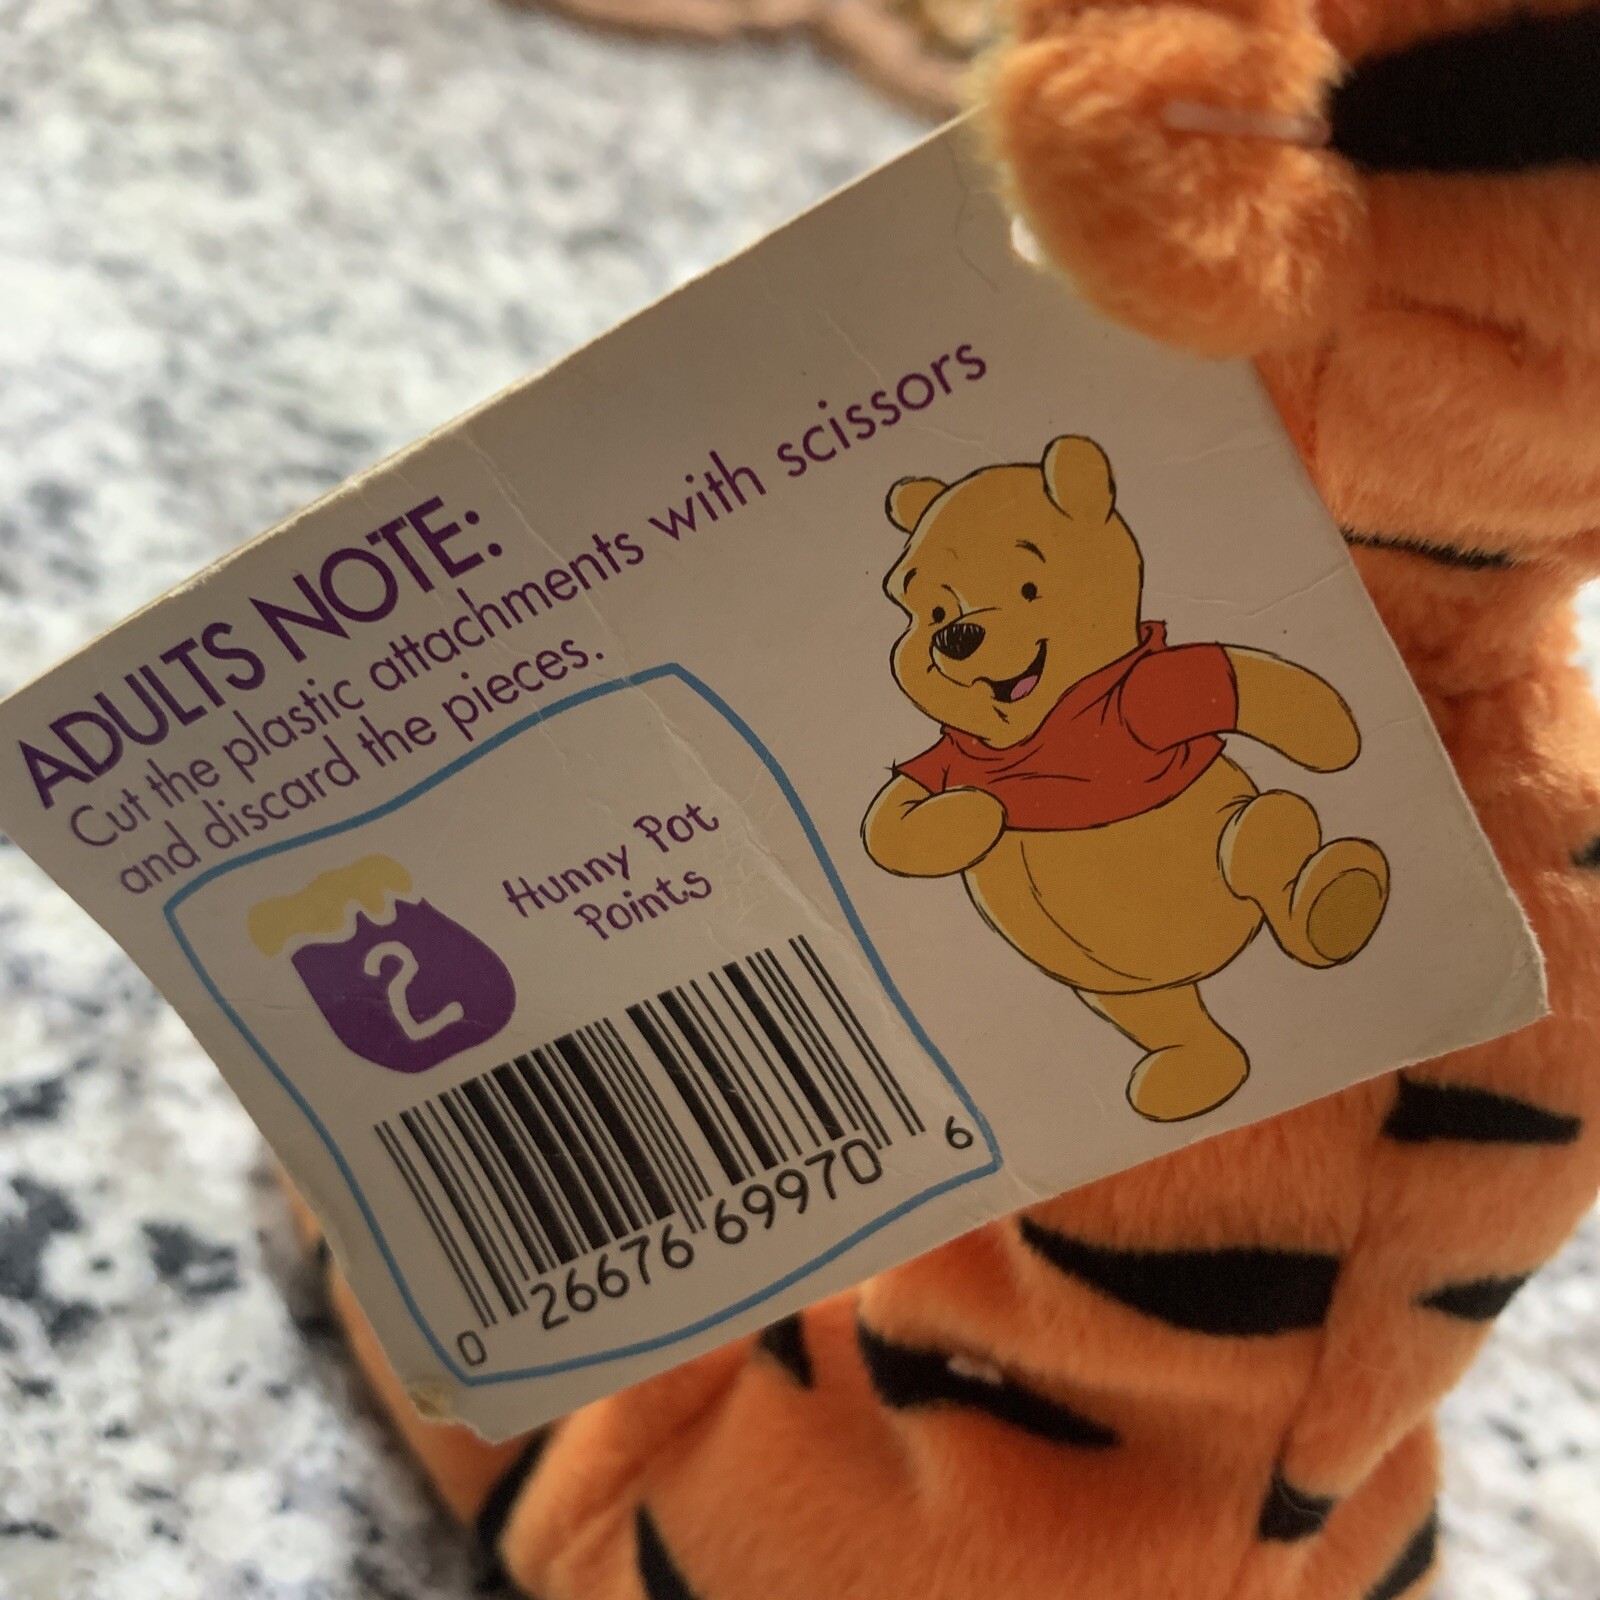 ADULTS NOTE:
Cut the plastic attachments with scissors
and discard the pieces.
2
Hunny Pot
Points
0 26676 69970 6